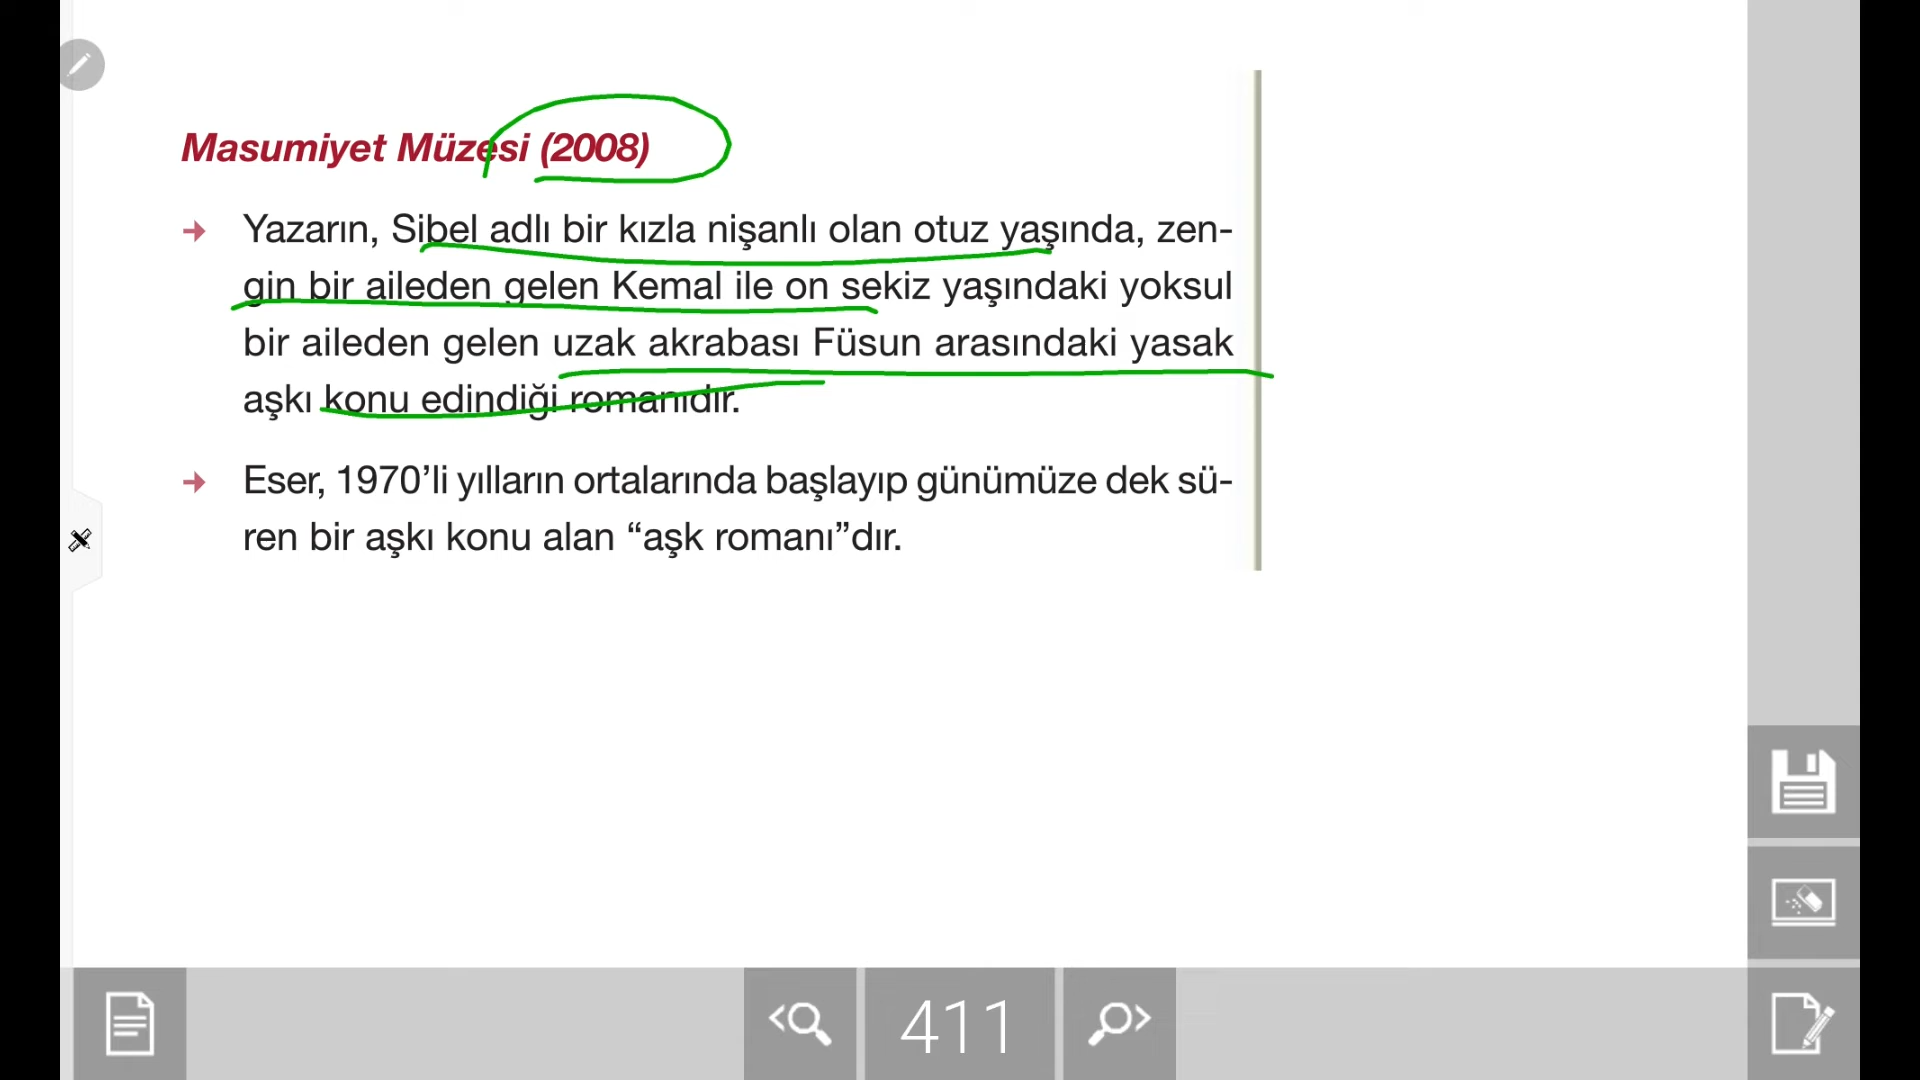 Masumiyet Müzesi (2008)
Yazarın, Sibel adlı bir kızla nişanlı olan otuz yaşında, zen-
gin bir aileden gelen Kemal ile on sekiz yaşındaki yoksul
bir aileden gelen uzak akrabası Füsun arasındaki yasak
aşkı konu edindiği romanıdır.
Eser, 1970’li yılların ortalarında başlayıp günümüze dek sü-
ren bir aşkı konu alan “aşk romanı”dır.
411